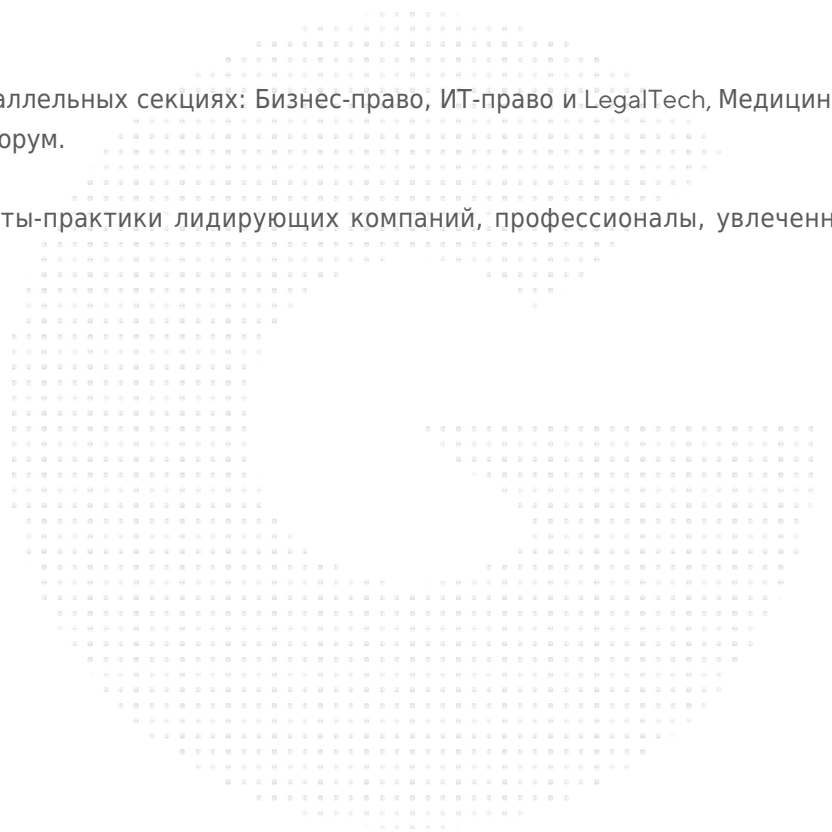 аллельных секциях: Бизнес-право, ИТ-право и LegalTech, Медицин
орум.
ты-практики лидирующих компаний, профессионалы, увлеченн